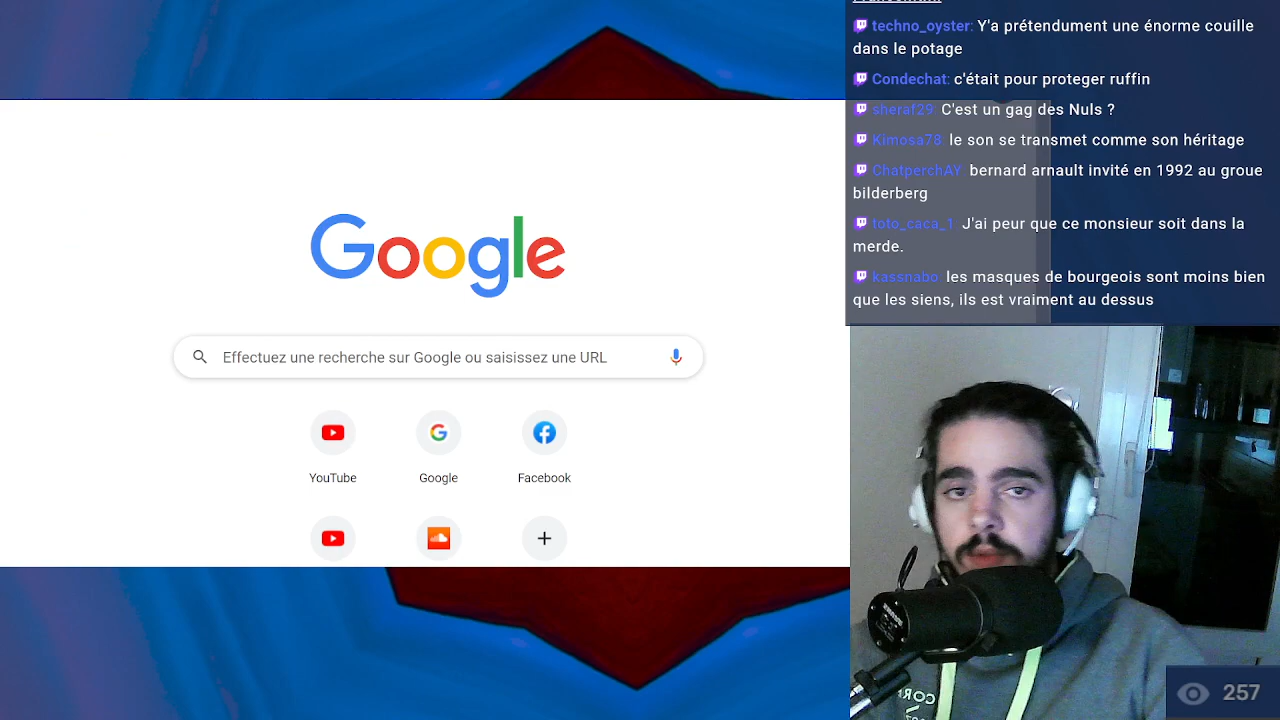 techno_oyster: Y'a prétendument une énorme couille
dans le potage
Condechat: c'était pour proteger ruffin
sheraf29: C'est un gag des Nuls ?
Kimosa78: le son se transmet comme son héritage
ChatperchAY bernard arnault invité en 1992 au groue
bilderberg
toto_caca_1 J'ai peur que ce monsieur soit dans la
merde.
kassnabo: les masques de bourgeois sont moins bien
que les siens, ils est vraiment au dessus
Google
Effectuez une recherche sur Google ou saisissez une URL
YouTube
Google
Facebook
257